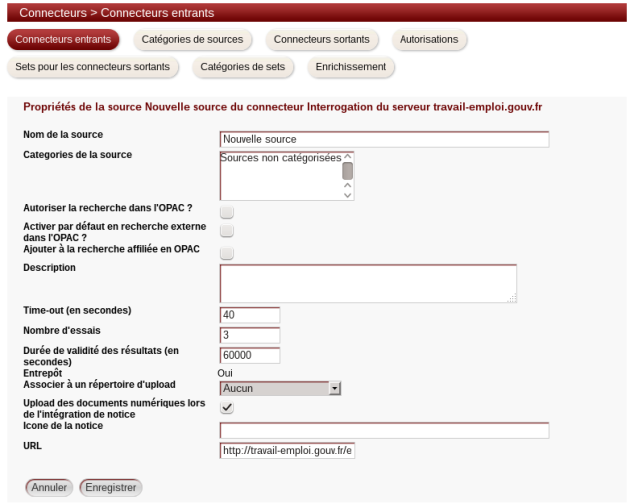 Connecteurs > Connecteurs entrants
Connecteurs entrants Catégories de sources Connecteurs sortants Autorisations
Sets pour les connecteurs sortants Catégories de sets Enrichissement
Propriétés de la source Nouvelle source du connecteur Interrogation du serveur travail-emploi.gouv.fr
Nom de la source Nouvelle source
Categories de la source Sources non catégorisées
Autoriser la recherche dans l'OPAC ?
Activer par défaut en recherche externe
dans l'OPAC ?
Ajouter à la recherche affiliée en OPAC
Description
Time-out (en secondes) 40
Nombre d'essais 3
Durée de validité des résultats (en
secondes) 60000
Entrepôt Oui
Associer à un répertoire d'upload Aucun
Upload des documents numériques lors
de l'intégration de notice
Icone de la notice
URL http://travail-emploi.gouv.fr/e
Annuler Enregistrer